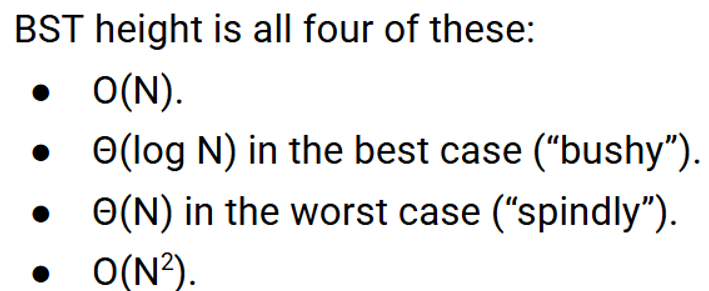 BST height is all four of these:
● O(N).
● Θ(log N) in the best case (“bushy”).
● Θ(N) in the worst case (“spindly”).
● O(N²).